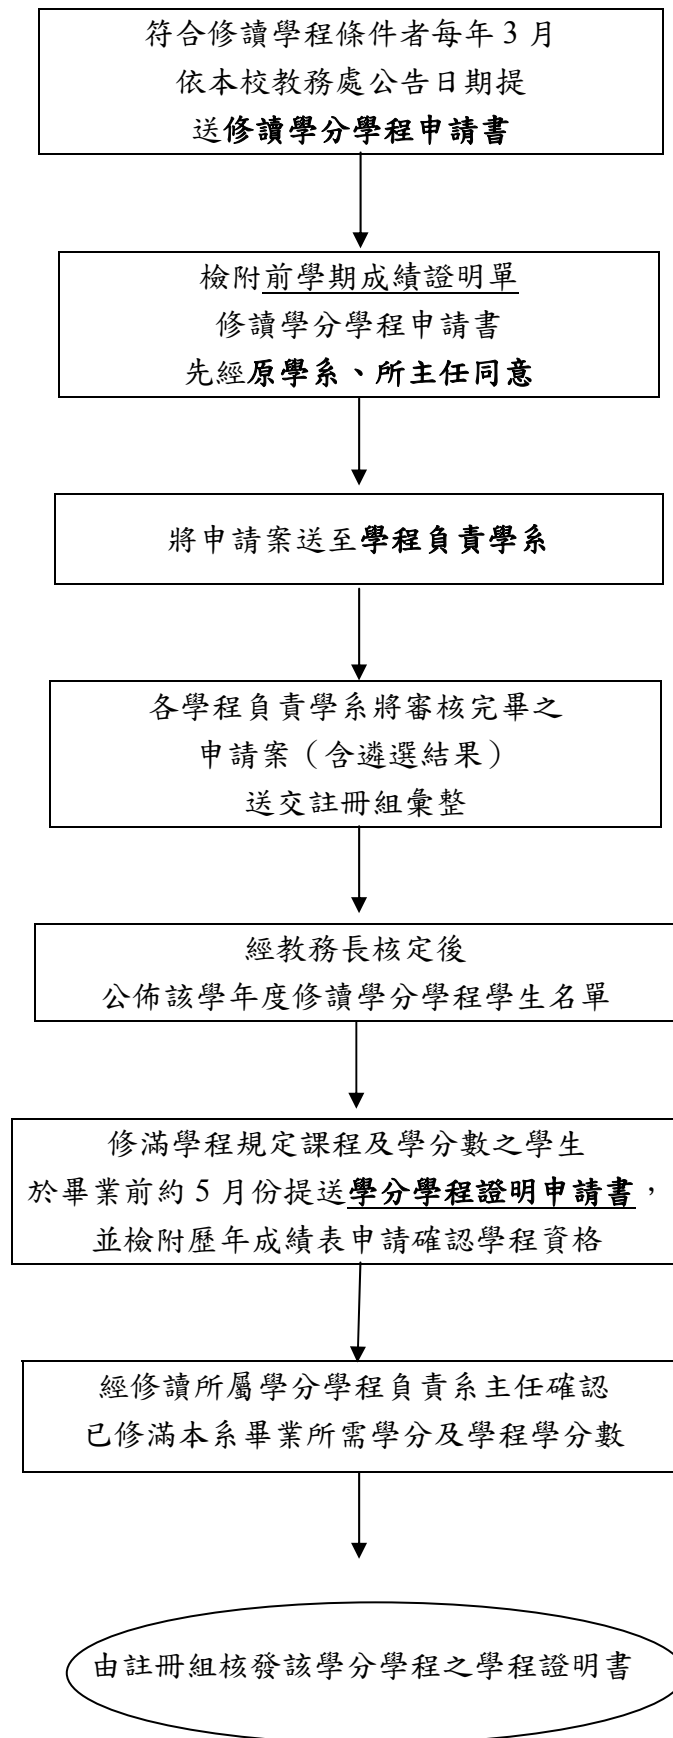 符合修讀學程條件者每年 3 月
依本校教務處公告日期提
送修讀學分學程申請書
檢附前學期成績證明單
修讀學分學程申請書
先經原學系、所主任同意
將申請案送至學程負責學系
各學程負責學系將審核完畢之
申請案（含遴選結果）
送交註冊組彙整
經教務長核定後
公佈該學年度修讀學分學程學生名單
修滿學程規定課程及學分數之學生
於畢業前約 5 月份提送學分學程證明申請書，
並檢附歷年成績表申請確認學程資格
經修讀所屬學分學程負責系主任確認
已修滿本系畢業所需學分及學程學分數
由註冊組核發該學分學程之學程證明書